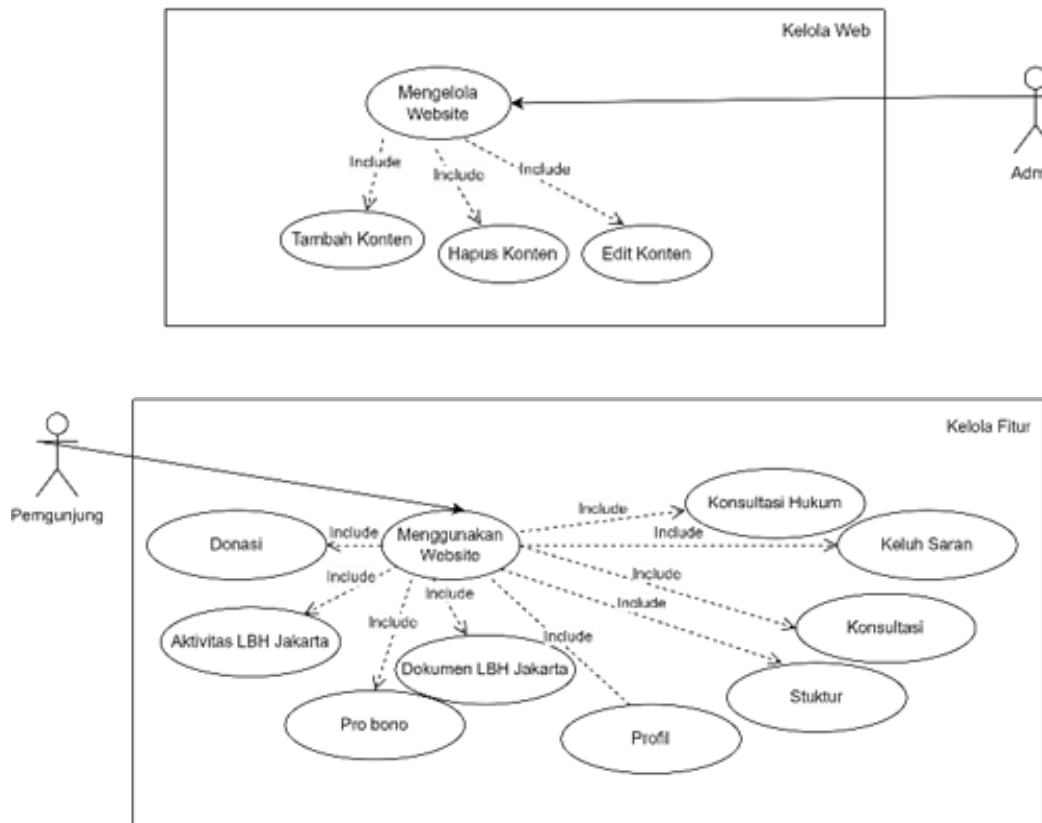 Kelola Web
Mengelola
Website
Include
Include
Include
Tambah Konten
Hapus Konten
Edit Konten
Adm
Kelola Fitur
Pemgunjung
Konsultasi Hukum
Include
Donasi
Include
Menggunakan
Website
Include
Keluh Saran
Include
Include
Include
Include
Include
Include
Aktivitas LBH Jakarta
Konsultasi
Dokumen LBH Jakarta
Stuktur
Pro bono
Profil